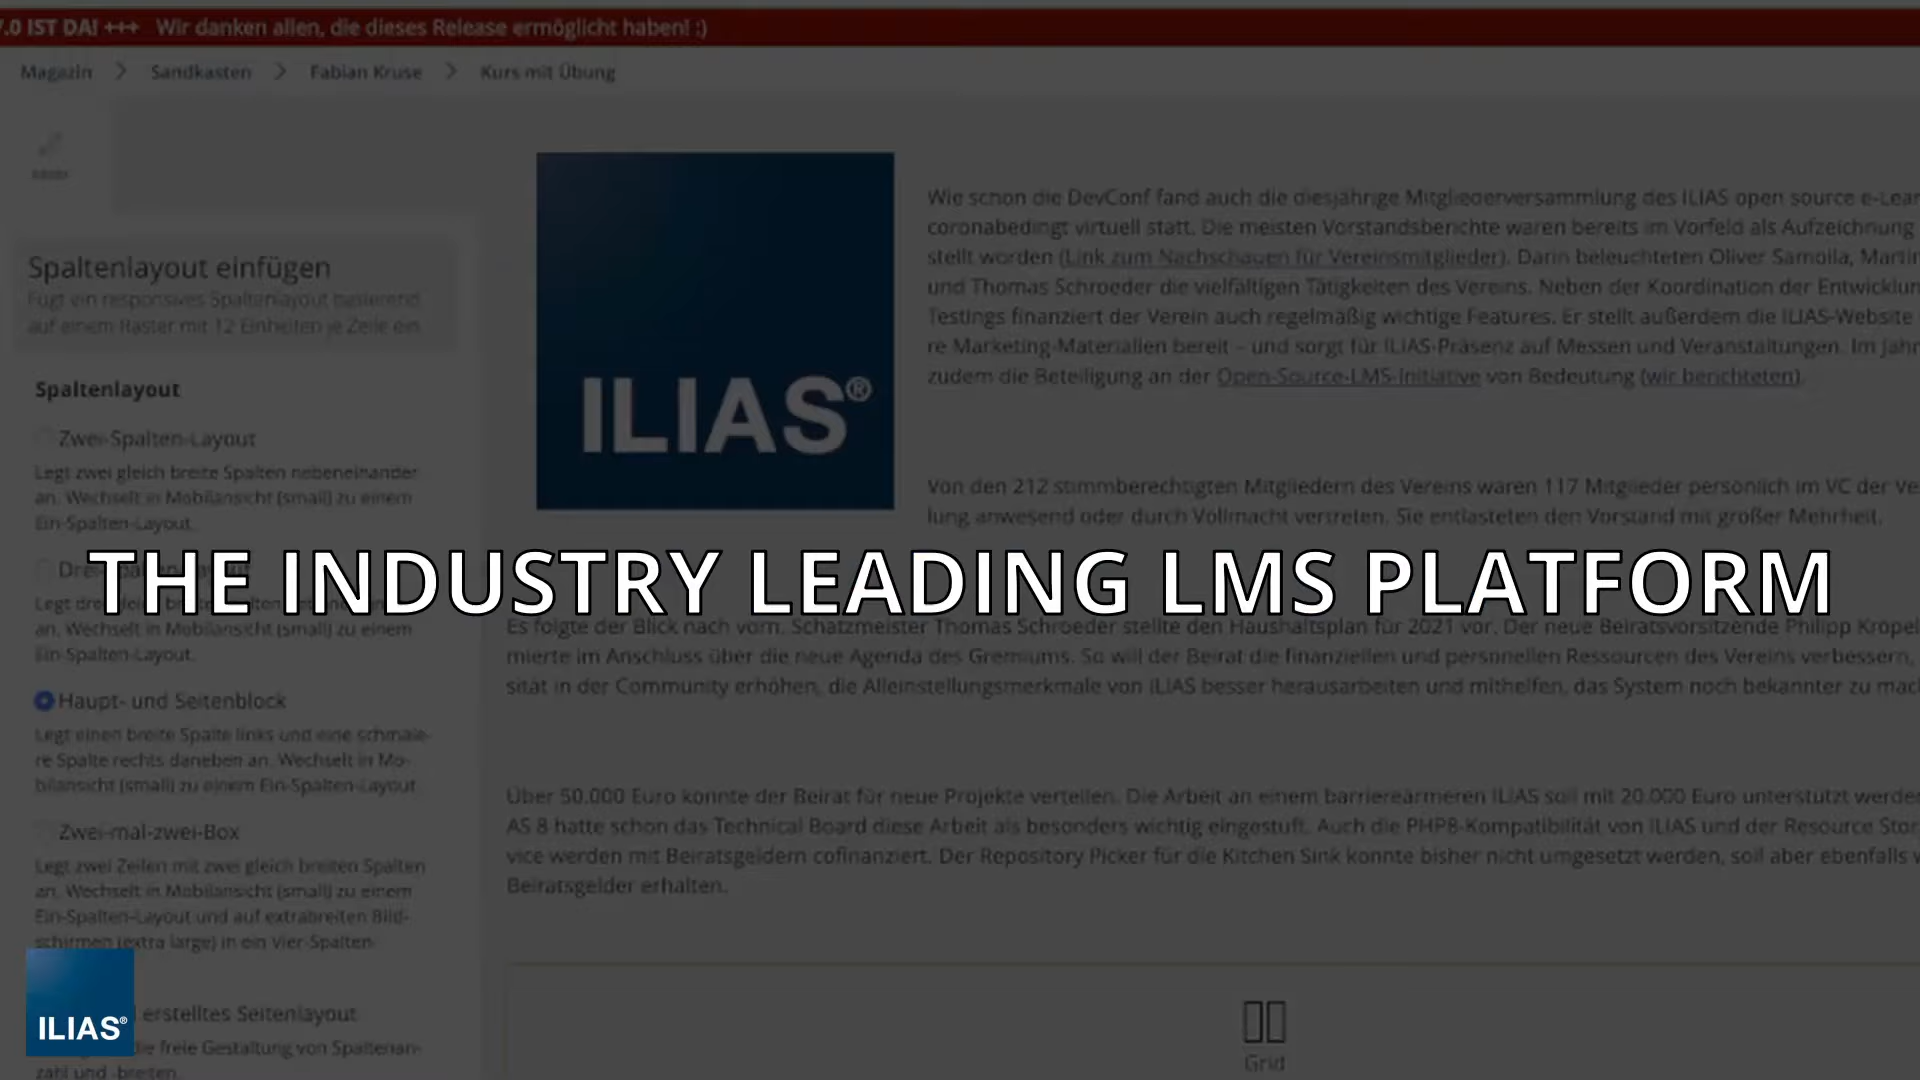 7.0 IST DA! +++ Wir danken allen, die dieses Release ermöglicht haben! :)
Magazin > Sandkasten > Fabian Kruse > Kurs mit Übung
Spaltenlayout einfügen
Fügt ein responsives Spaltenlayout basierend
auf einem Raster mit 12 Einheiten je Zeile ein
Spaltenlayout
Zwei-Spalten-Layout
Legt zwei gleich breite Spalten nebeneinander
an. Wechselt in Mobilansicht (small) zu einem
Ein-Spalten-Layout.
an. Wechselt in Mobilansicht (small) zu einem
Ein-Spalten-Layout.
Haupt- und Seitenblock
Legt einen breite Spalte links und eine schmale-
re Spalte rechts daneben an. Wechselt in Mo-
bilansicht (small) zu einem Ein-Spalten-Layout.
Zwei-mal-zwei-Box
Legt zwei Zeilen mit zwei gleich breiten Spalten
an. Wechselt in Mobilansicht (small) zu einem
Ein-Spalten-Layout und auf extrabreiten Bild-
schirmen (extra large) in ein Vier-Spalten-
erstelltes Seitenlayout
die freie Gestaltung von Spaltenan-
zahl und -breiten.
ILIAS®
Wie schon die DevConf fand auch die diesjährige Mitgliederversammlung des ILIAS open source e-Lear
coronabedingt virtuell statt. Die meisten Vorstandsberichte waren bereits im Vorfeld als Aufzeichnung
stellt worden (Link zum Nachschauen für Vereinsmitglieder). Darin beleuchteten Oliver Samoila, Martin
und Thomas Schroeder die vielfältigen Tätigkeiten des Vereins. Neben der Koordination der Entwicklun
Testings finanziert der Verein auch regelmäßig wichtige Features. Er stellt außerdem die ILIAS-Website
re Marketing-Materialien bereit – und sorgt für ILIAS-Präsenz auf Messen und Veranstaltungen. Im Jahr
zudem die Beteiligung an der Open-Source-LMS-Initiative von Bedeutung (wir berichteten).
Von den 212 stimmberechtigten Mitgliedern des Vereins waren 117 Mitglieder persönlich im VC der Ve
lung anwesend oder durch Vollmacht vertreten. Sie entlasteten den Vorstand mit großer Mehrheit.
THE INDUSTRY LEADING LMS PLATFORM
Es folgte der Blick nach vorn. Schatzmeister Thomas Schroeder stellte den Haushaltsplan für 2021 vor. Der neue Beiratsvorsitzende Philipp Kröpel
mierte im Anschluss über die neue Agenda des Gremiums. So will der Beirat die finanziellen und personellen Ressourcen des Vereins verbessern,
sität in der Community erhöhen, die Alleinstellungsmerkmale von ILIAS besser herausarbeiten und mithelfen, das System noch bekannter zu mac
Über 50.000 Euro konnte der Beirat für neue Projekte verteilen. Die Arbeit an einem barriereärmeren ILIAS soll mit 20.000 Euro unterstützt werde
AS 8 hatte schon das Technical Board diese Arbeit als besonders wichtig eingestuft. Auch die PHP8-Kompatibilität von ILIAS und der Resource Stor
vice werden mit Beiratsgeldern cofinanziert. Der Repository Picker für die Kitchen Sink konnte bisher nicht umgesetzt werden, soll aber ebenfalls
Beiratsgelder erhalten.
Grid
ILIAS®